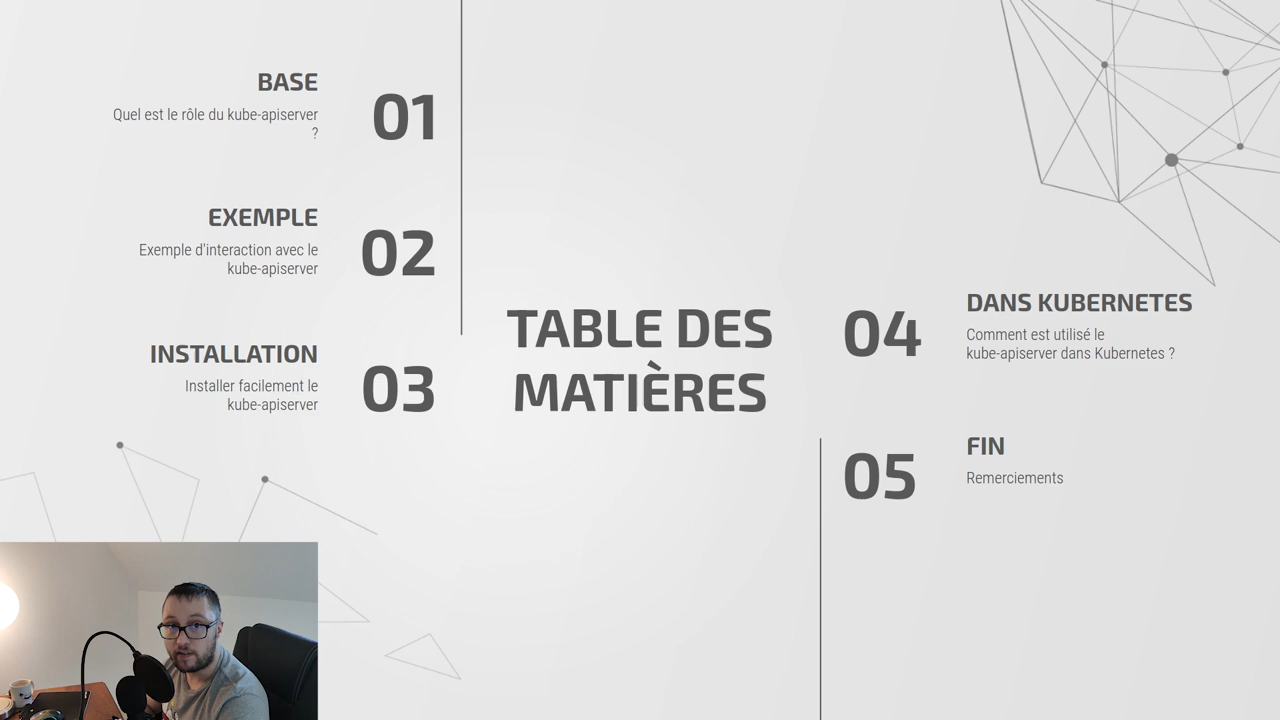 BASE
Quel est le rôle du kube-apiserver
?
01
EXEMPLE
Exemple d'interaction avec le
kube-apiserver
02
INSTALLATION
Installer facilement le
kube-apiserver
03
TABLE DES
MATIÈRES
04
DANS KUBERNETES
Comment est utilisé le
kube-apiserver dans Kubernetes ?
05
FIN
Remerciements